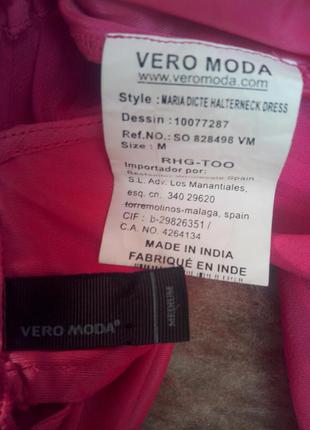 VERO MODA
www.veromoda.com
Style : MARIA DICTE HALTERNECK DRESS
Dessin : 10077287
Ref.NO.: SO 828498 VM
Size : M
RHG-TOO
Importador por:
Spain
S.L. Adv. Los Manantiales,
esq. cn. 340 29620
torremolinos-malaga, spain
CIF : b-29826351 /
C.A. NO. 4264134
MADE IN INDIA
FABRIQUÉ EN INDE
VERO MODA®
MEDIUM